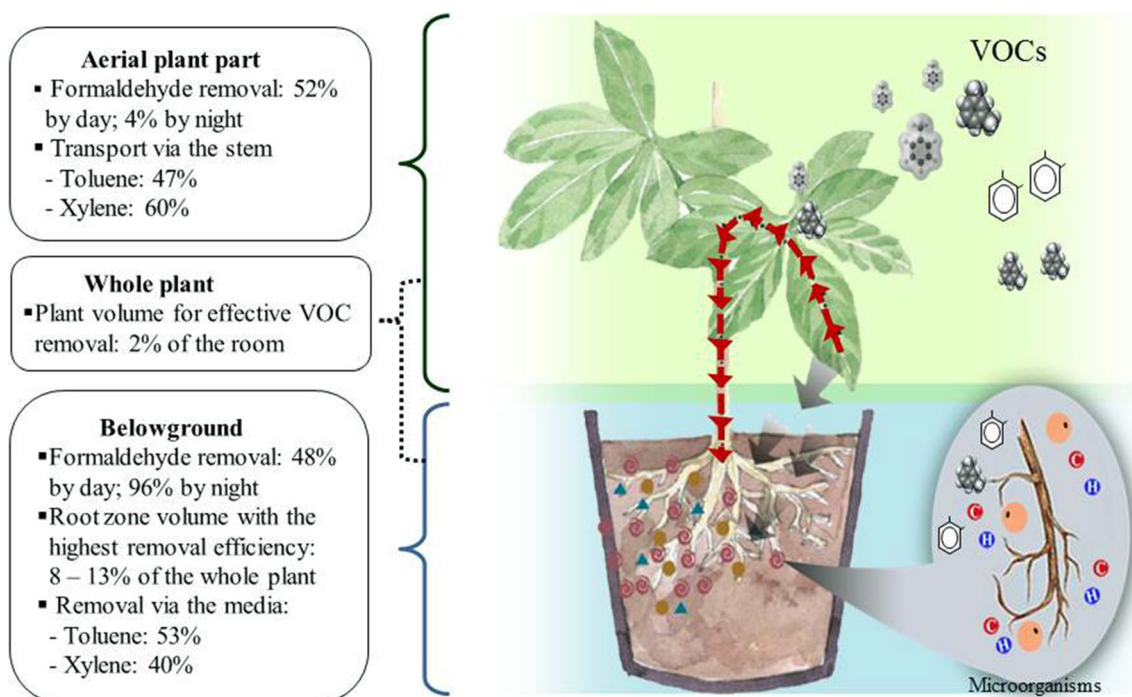 Aerial plant part
▪ Formaldehyde removal: 52%
by day; 4% by night
▪ Transport via the stem
- Toluene: 47%
- Xylene: 60%
Whole plant
▪Plant volume for effective VOC
removal: 2% of the room
Belowground
▪ Formaldehyde removal: 48%
by day; 96% by night
▪ Root zone volume with the
highest removal efficiency:
8 – 13% of the whole plant
▪ Removal via the media:
- Toluene: 53%
- Xylene: 40%
VOCs
C
H
C
H
C
H
C
Microorganisms